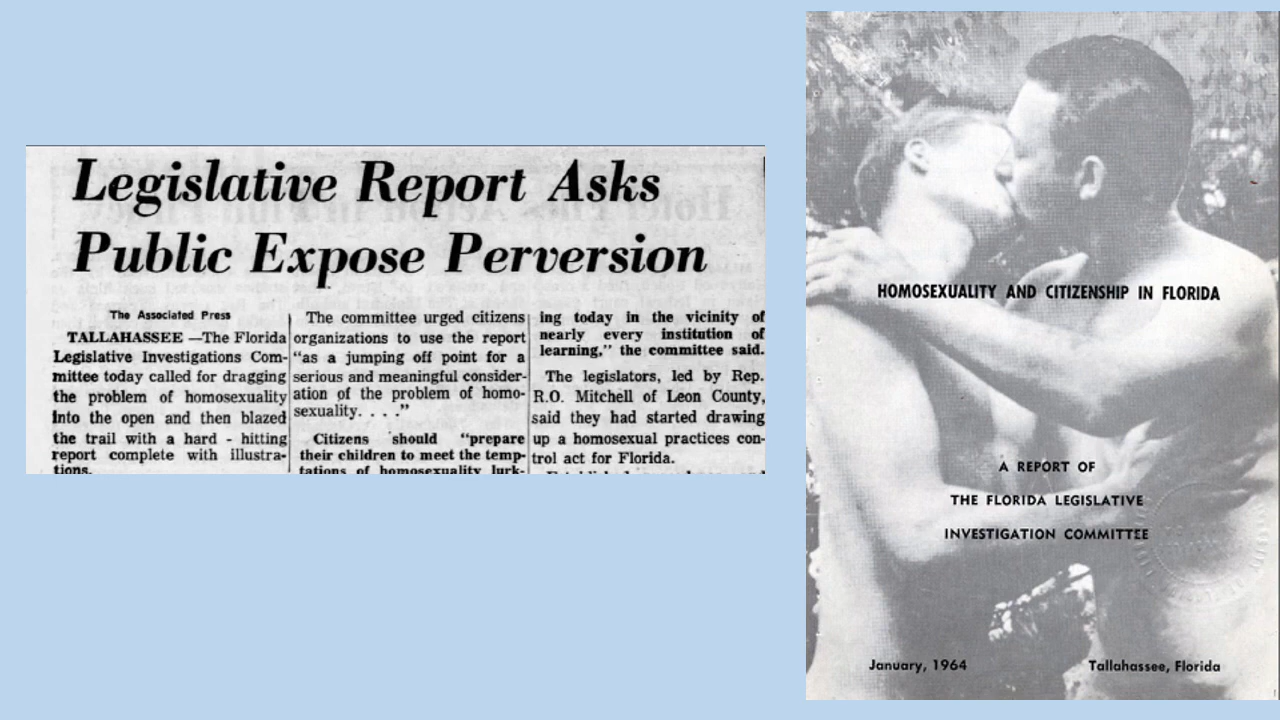 Legislative Report Asks
Public Expose Perversion
The Associated Press
TALLAHASSEE —The Florida
Legislative Investigations Com-
mittee today called for dragging
the problem of homosexuality
into the open and then blazed
the trail with a hard - hitting
report complete with illustra-
tions.
The committee urged citizens
organizations to use the report
“as a jumping off point for a
serious and meaningful consider-
ation of the problem of homo-
sexuality. . . .”
Citizens should “prepare
their children to meet the temp-
tations of homosexuality lurk-
ing today in the vicinity of
nearly every institution of
learning,” the committee said.
The legislators, led by Rep.
R.O. Mitchell of Leon County,
said they had started drawing
up a homosexual practices con-
trol act for Florida.
HOMOSEXUALITY AND CITIZENSHIP IN FLORIDA
A REPORT OF
THE FLORIDA LEGISLATIVE
INVESTIGATION COMMITTEE
January, 1964
Tallahassee, Florida